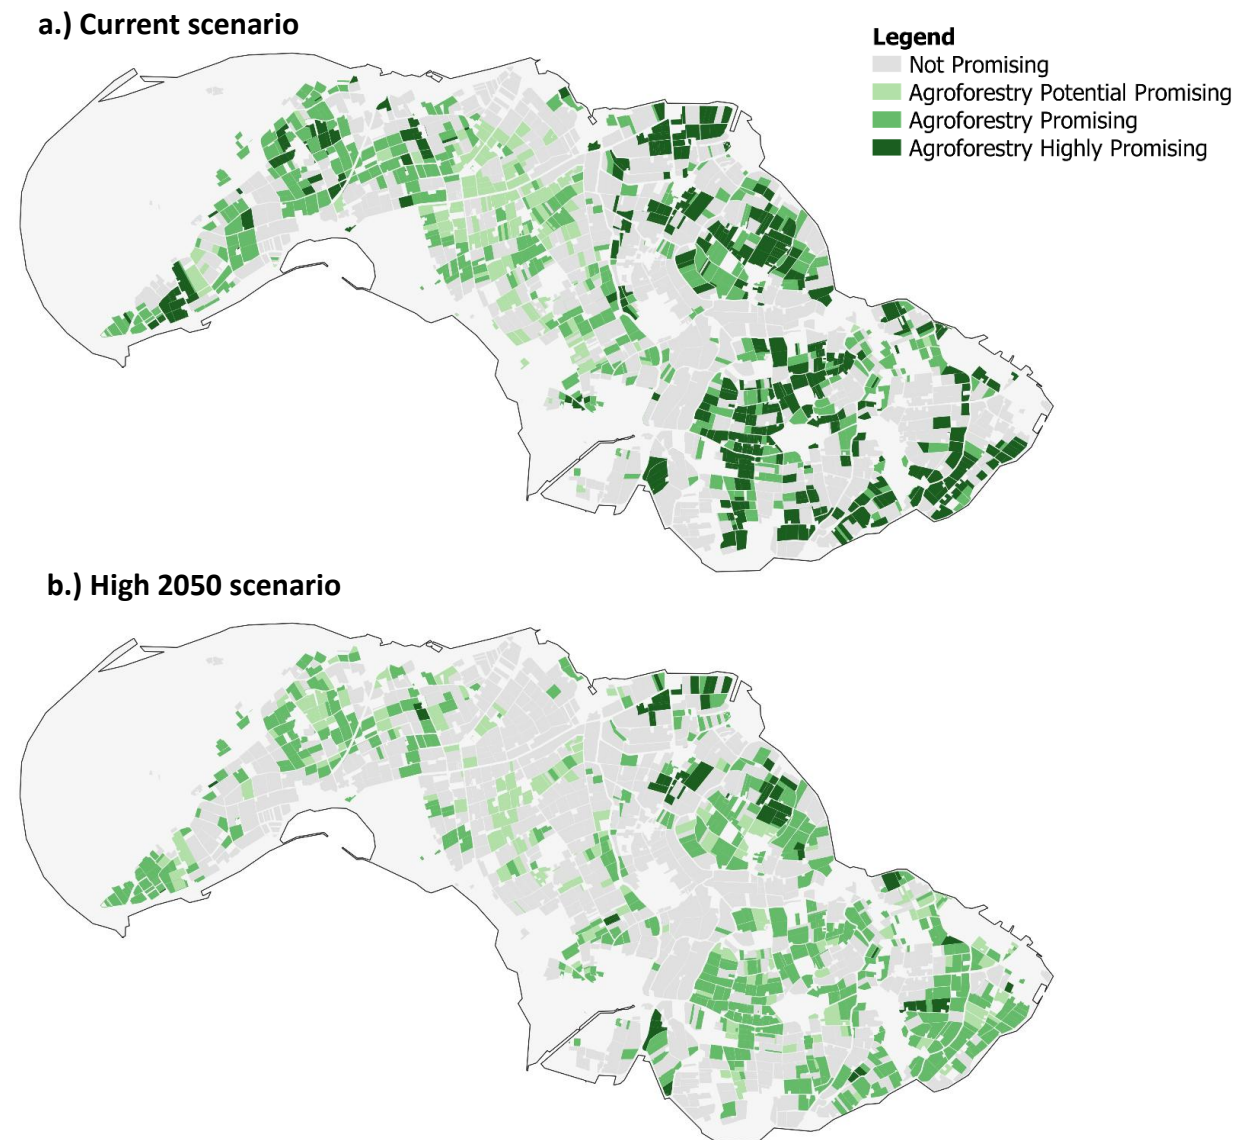 a.) Current scenario
Legend
Not Promising
Agroforestry Potential Promising
Agroforestry Promising
Agroforestry Highly Promising
b.) High 2050 scenario